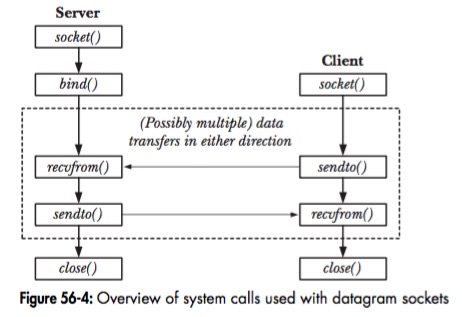 Server
socket()
Client
bind()
socket()
(Possibly multiple) data
transfers in either direction
recvfrom()
sendto()
sendto()
recvfrom()
close()
close()
Figure 56-4: Overview of system calls used with datagram sockets